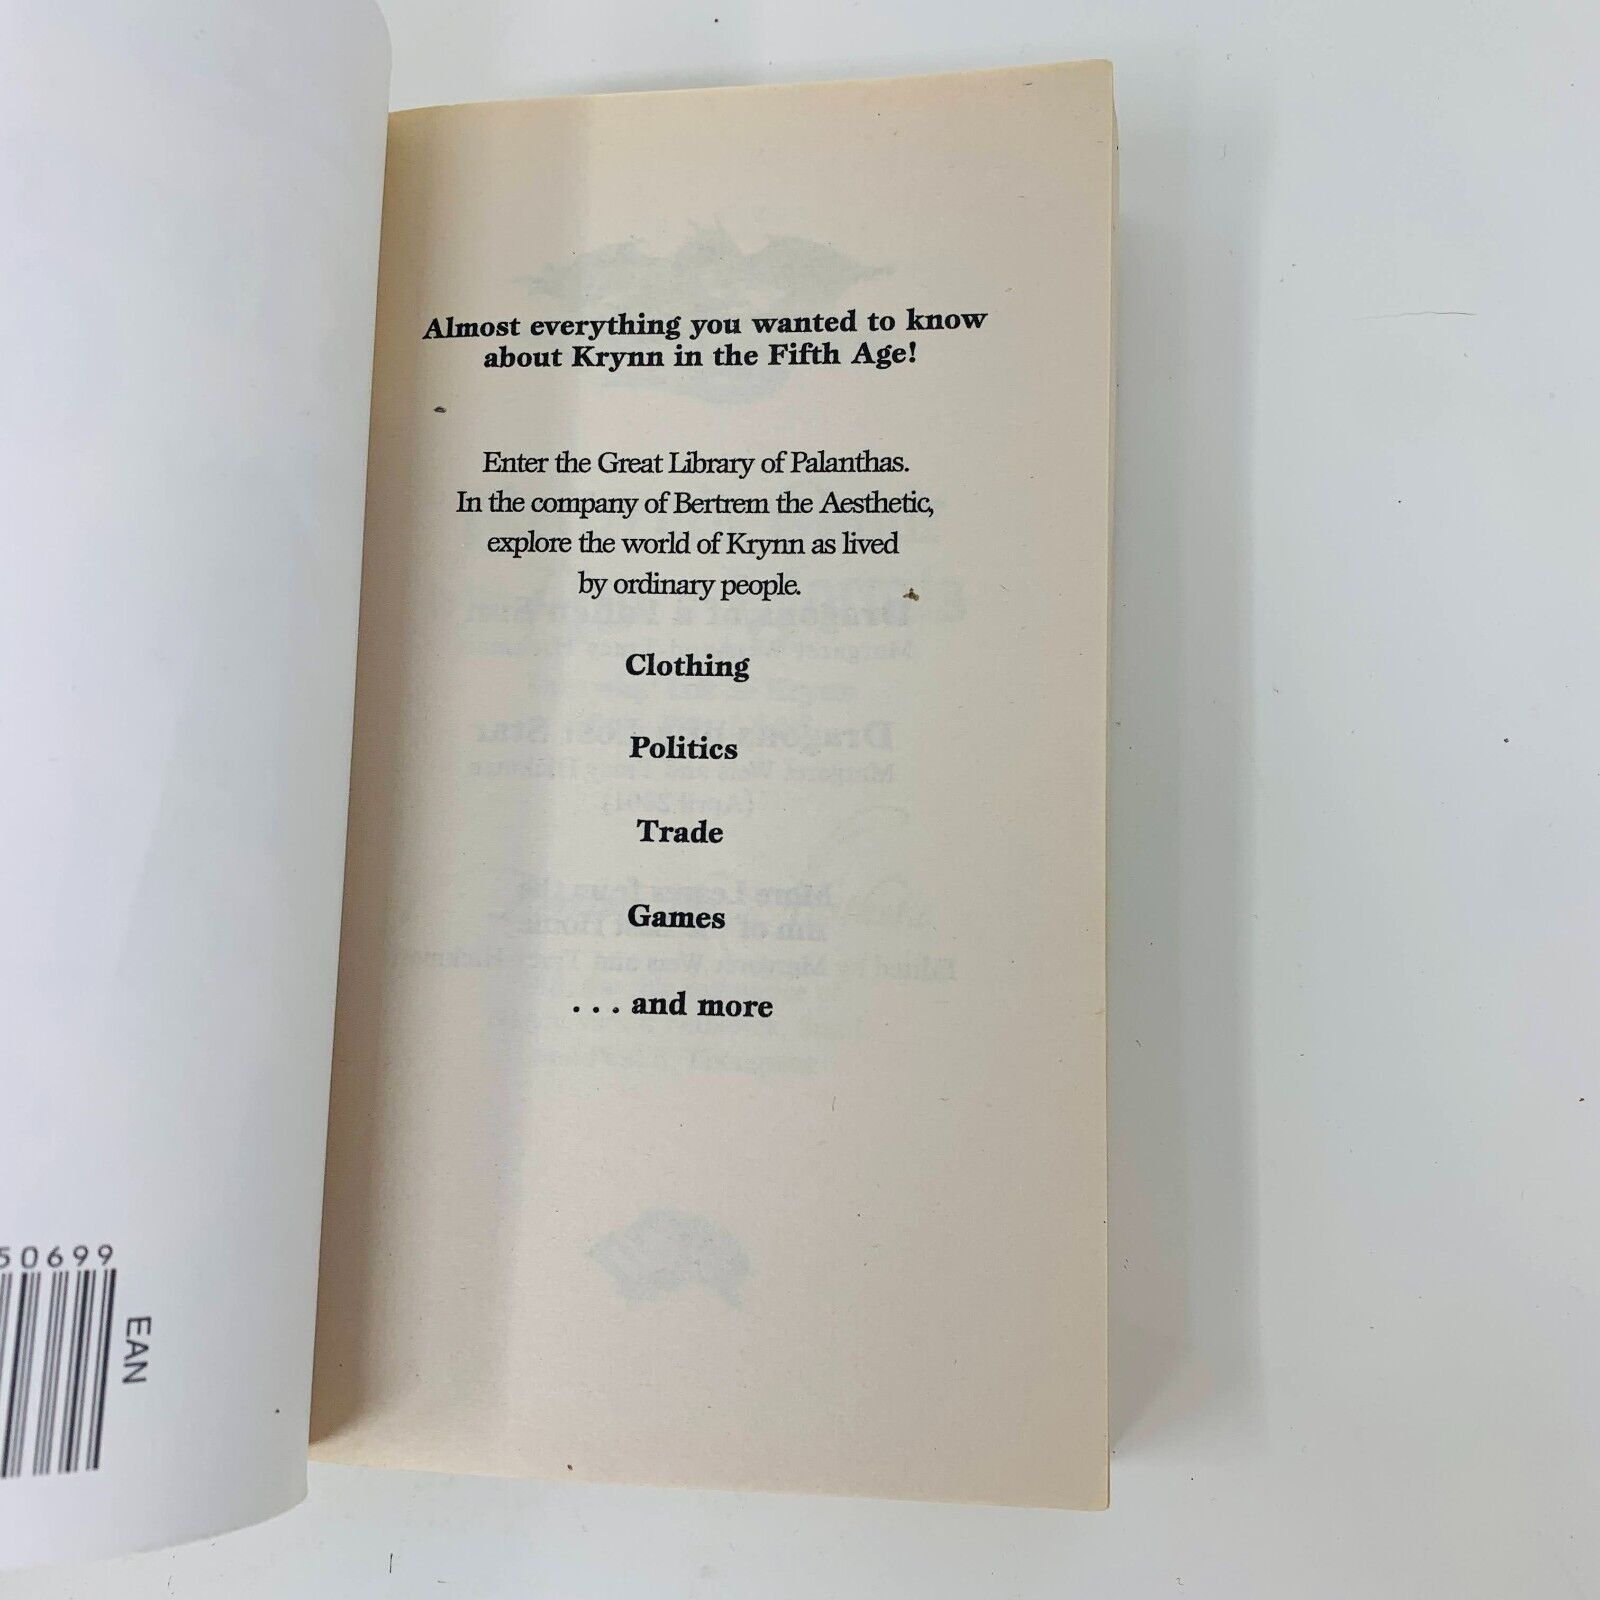 Almost everything you wanted to know
about Krynn in the Fifth Age!
Enter the Great Library of Palanthas.
In the company of Bertrem the Aesthetic,
explore the world of Krynn as lived
by ordinary people.
Clothing
Politics
Trade
Games
. . . and more
50699
EAN